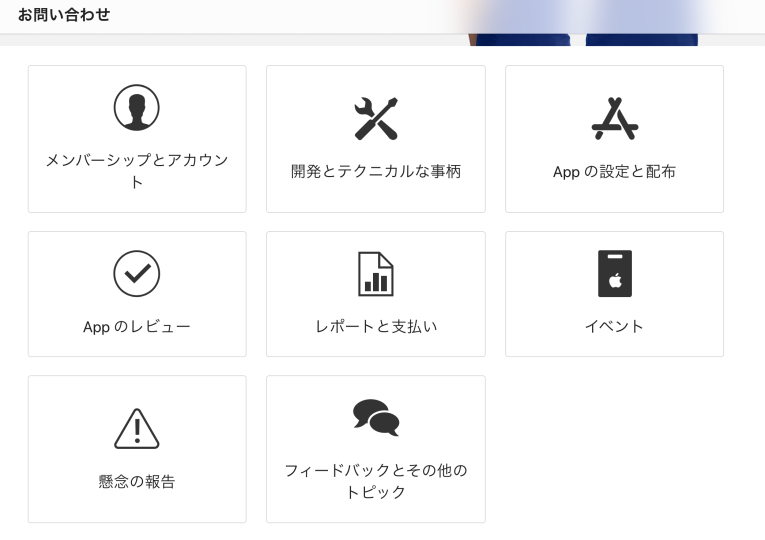 お問い合わせ
メンバーシップとアカウン
ト
開発とテクニカルな事柄
App の設定と配布
App のレビュー
レポートと支払い
イベント
懸念の報告
フィードバックとその他の
トピック